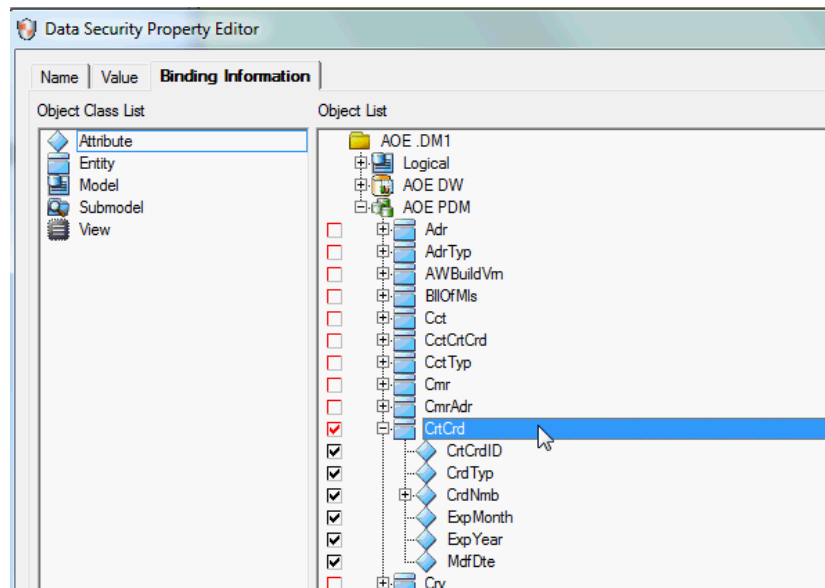 Data Security Property Editor
Name Value Binding Information
Object Class List
Object List
Attribute
Entity
Model
Submodel
View
AOE .DM1
Logical
AOE DW
AOE PDM
Adr
AdrTyp
AWBuildVrn
BllOfMls
Cct
CctCrtCrd
CctTyp
Cmr
CmrAdr
CrtCrd
CrtCrdID
CrdTyp
CrdNmb
ExpMonth
ExpYear
MdfDte
Cry